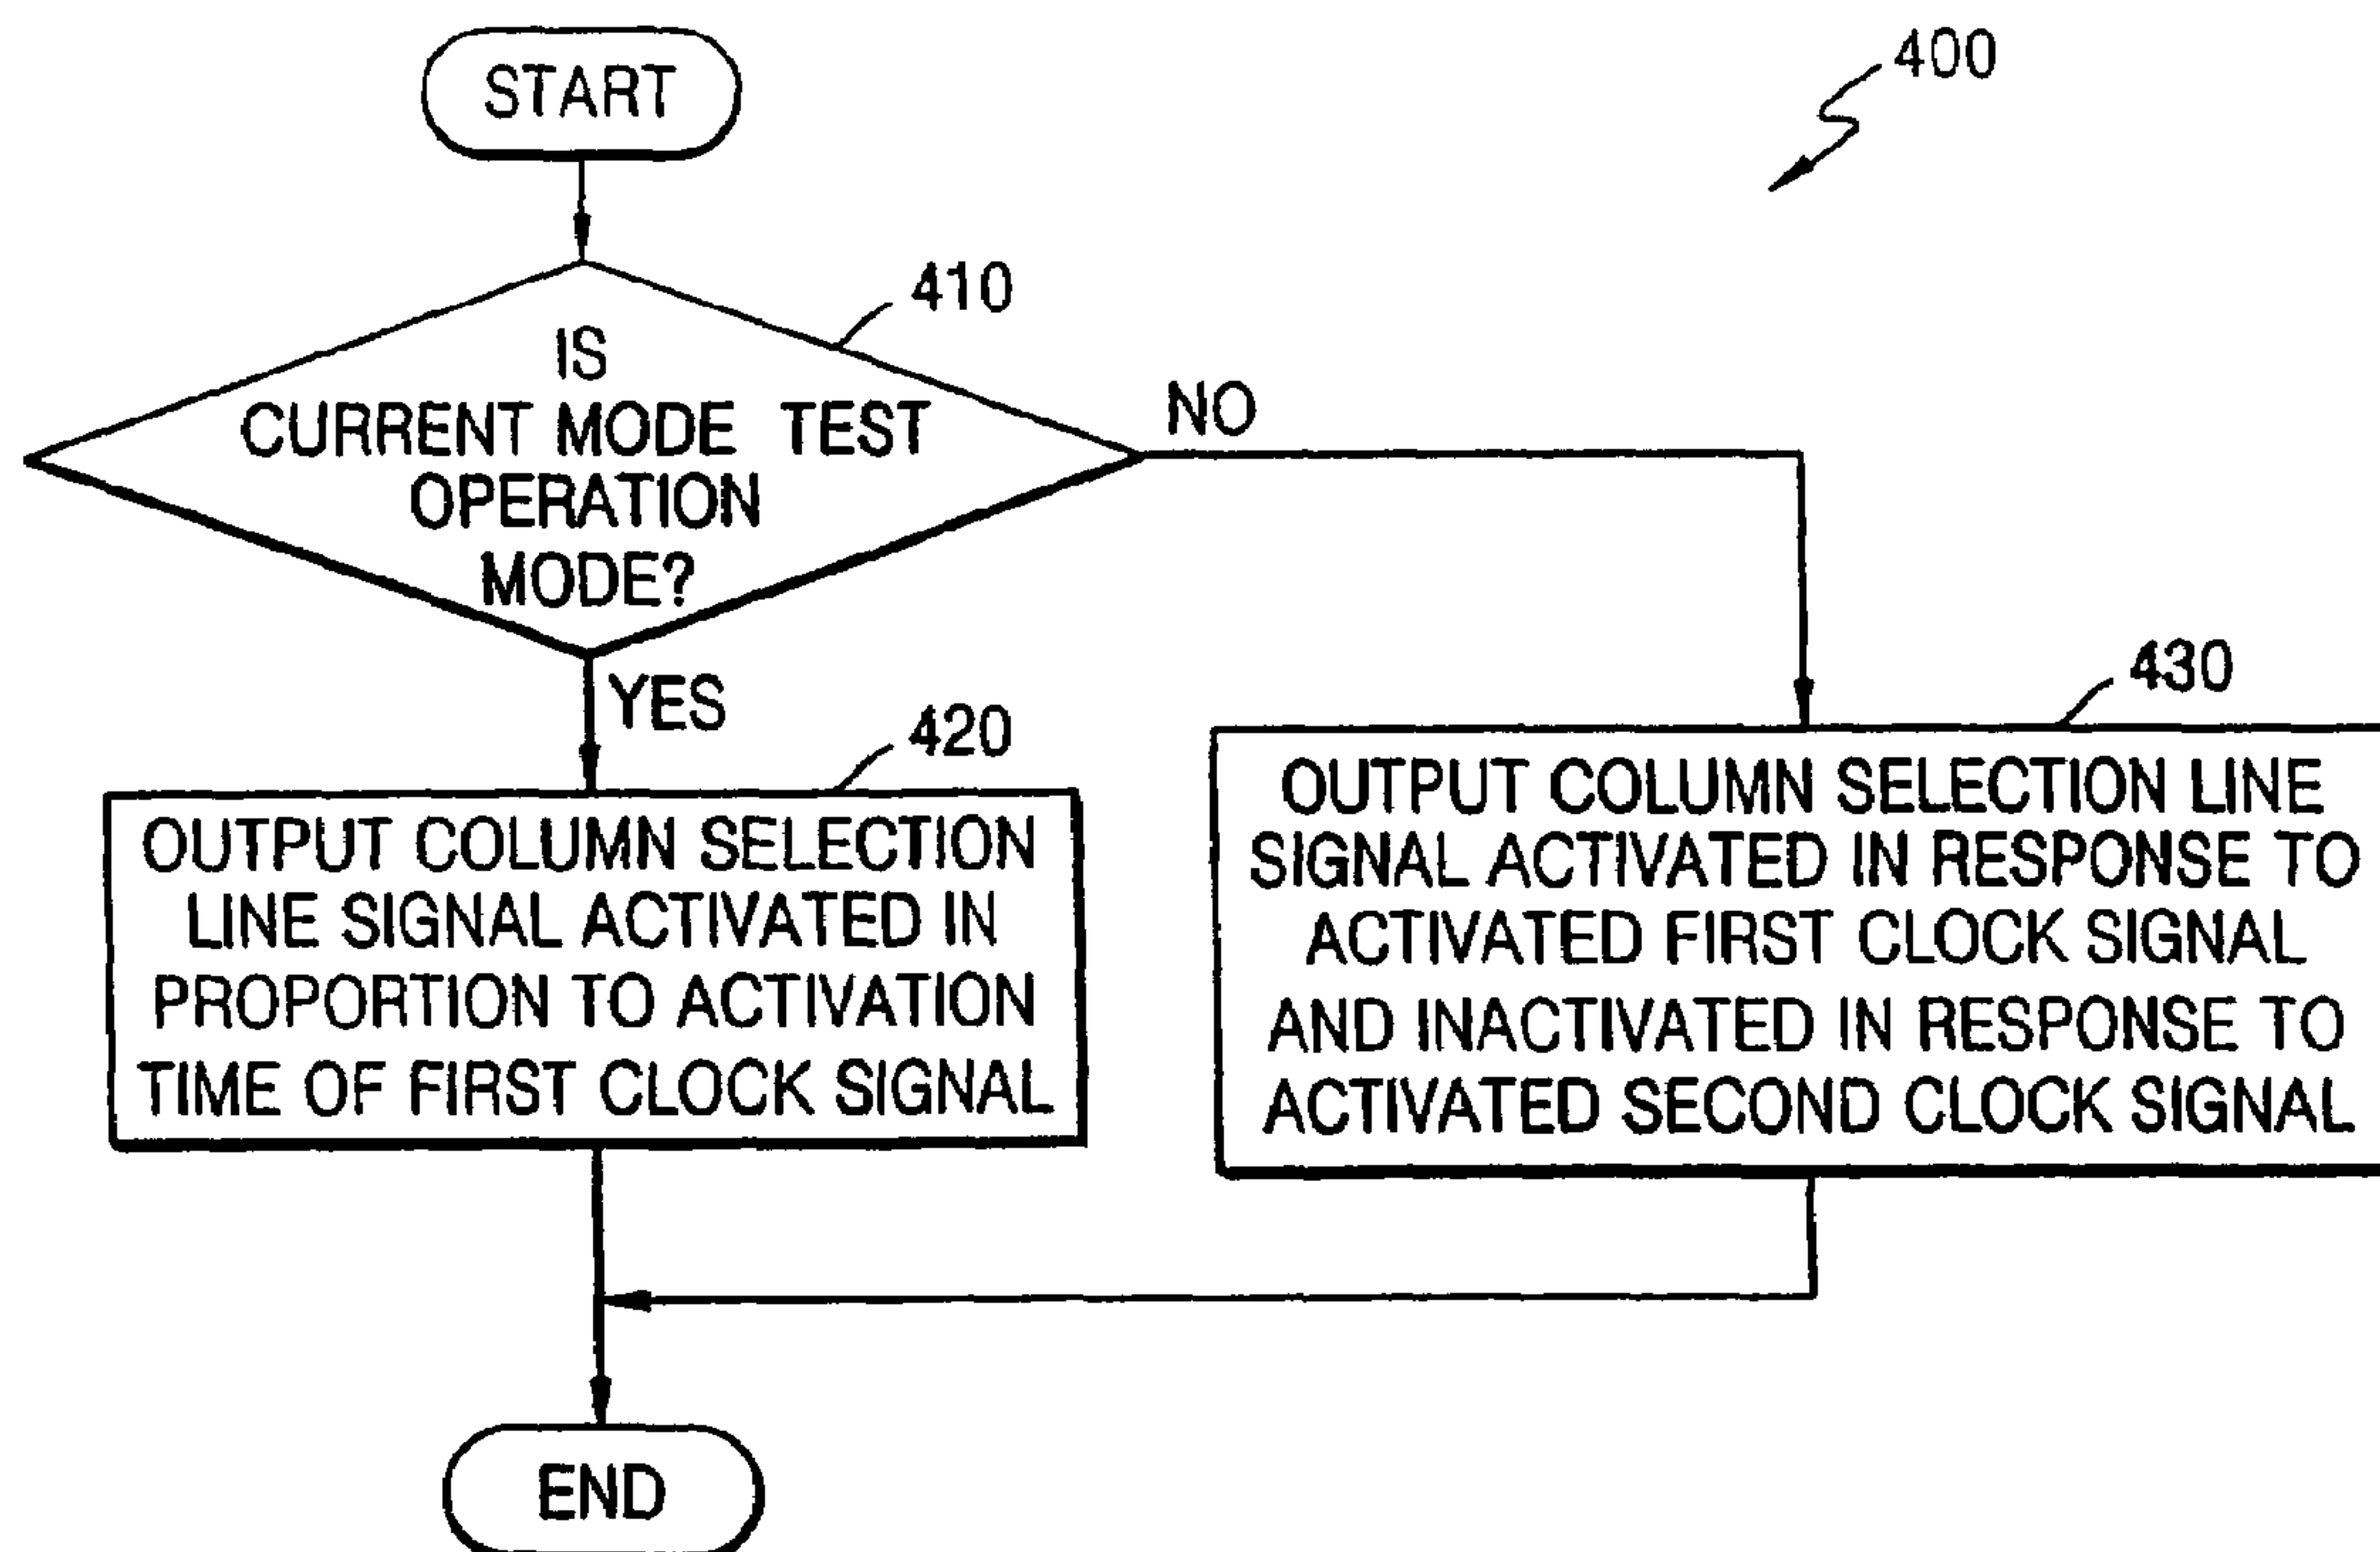 START
400
410
IS
CURRENT MODE TEST
OPERATION
MODE?
NO
YES
420
OUTPUT COLUMN SELECTION
LINE SIGNAL ACTIVATED IN
PROPORTION TO ACTIVATION
TIME OF FIRST CLOCK SIGNAL
430
OUTPUT COLUMN SELECTION LINE
SIGNAL ACTIVATED IN RESPONSE TO
ACTIVATED FIRST CLOCK SIGNAL
AND INACTIVATED IN RESPONSE TO
ACTIVATED SECOND CLOCK SIGNAL
END